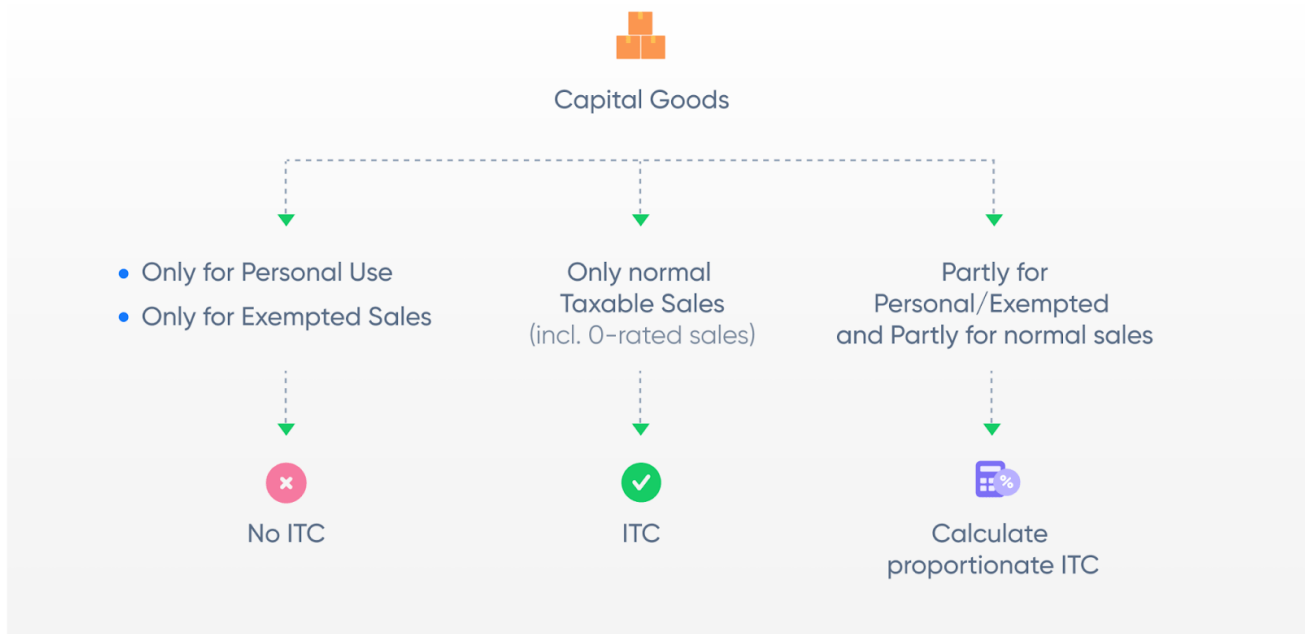 Capital Goods
Only for Personal Use
Only for Exempted Sales
Only normal
Taxable Sales
(incl. 0-rated sales)
Partly for
Personal/Exempted
and Partly for normal sales
%
No ITC
ITC
Calculate
proportionate ITC